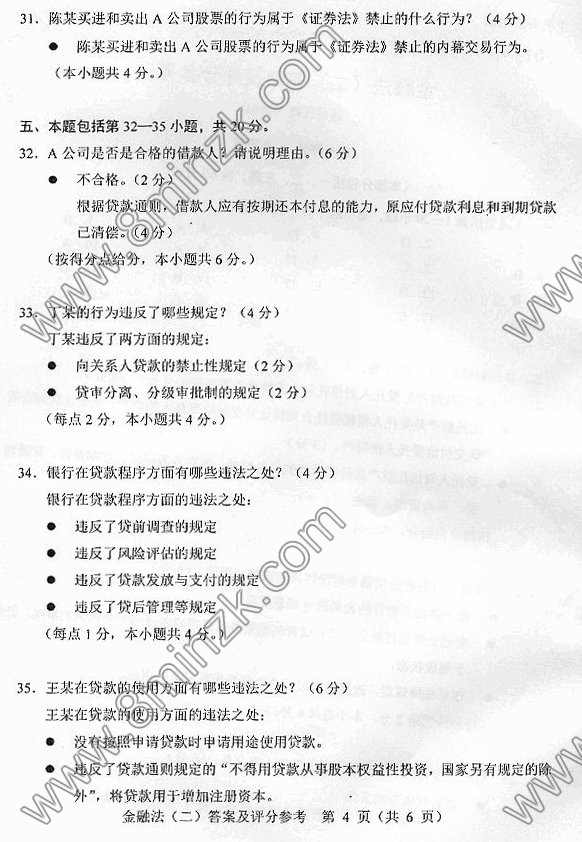 31. 陈某买进和卖出 A 公司股票的行为属于《证券法》禁止的什么行为？（4 分）
● 陈某买进和卖出 A 公司股票的行为属于《证券法》禁止的内幕交易行为。
（本小题共 4 分。）
五、本题包括第 32—35 小题，共 20 分。
32. A 公司是否是合格的借款人？请说明理由。（6 分）
● 不合格。（2 分）
根据贷款通则，借款人应有按期还本付息的能力，原应付贷款利息和到期贷款
已清偿。（4 分）
（按得分点给分，本小题共 6 分。）
33. 丁某的行为违反了哪些规定？（4 分）
丁某违反了两方面的规定：
● 向关系人贷款的禁止性规定（2 分）
● 贷审分离、分级审批制的规定（2 分）
（每点 2 分，本小题共 4 分。）
34. 银行在贷款程序方面有哪些违法之处？（4 分）
银行在贷款程序方面的违法之处：
● 违反了贷前调查的规定
● 违反了风险评估的规定
● 违反了贷款发放与支付的规定
● 违反了贷后管理等规定
（每点 1 分，本小题共 4 分。）
35. 王某在贷款的使用方面有哪些违法之处？（6 分）
王某在贷款的使用方面的违法之处：
● 没有按照申请贷款时申请用途使用贷款。
● 违反了贷款通则规定的“不得用贷款从事股本权益性投资，国家另有规定的除
外”，将贷款用于增加注册资本。
金融法（二）答案及评分参考 第 4 页（共 6 页）
www.8minzk.com
www.8minzk.com